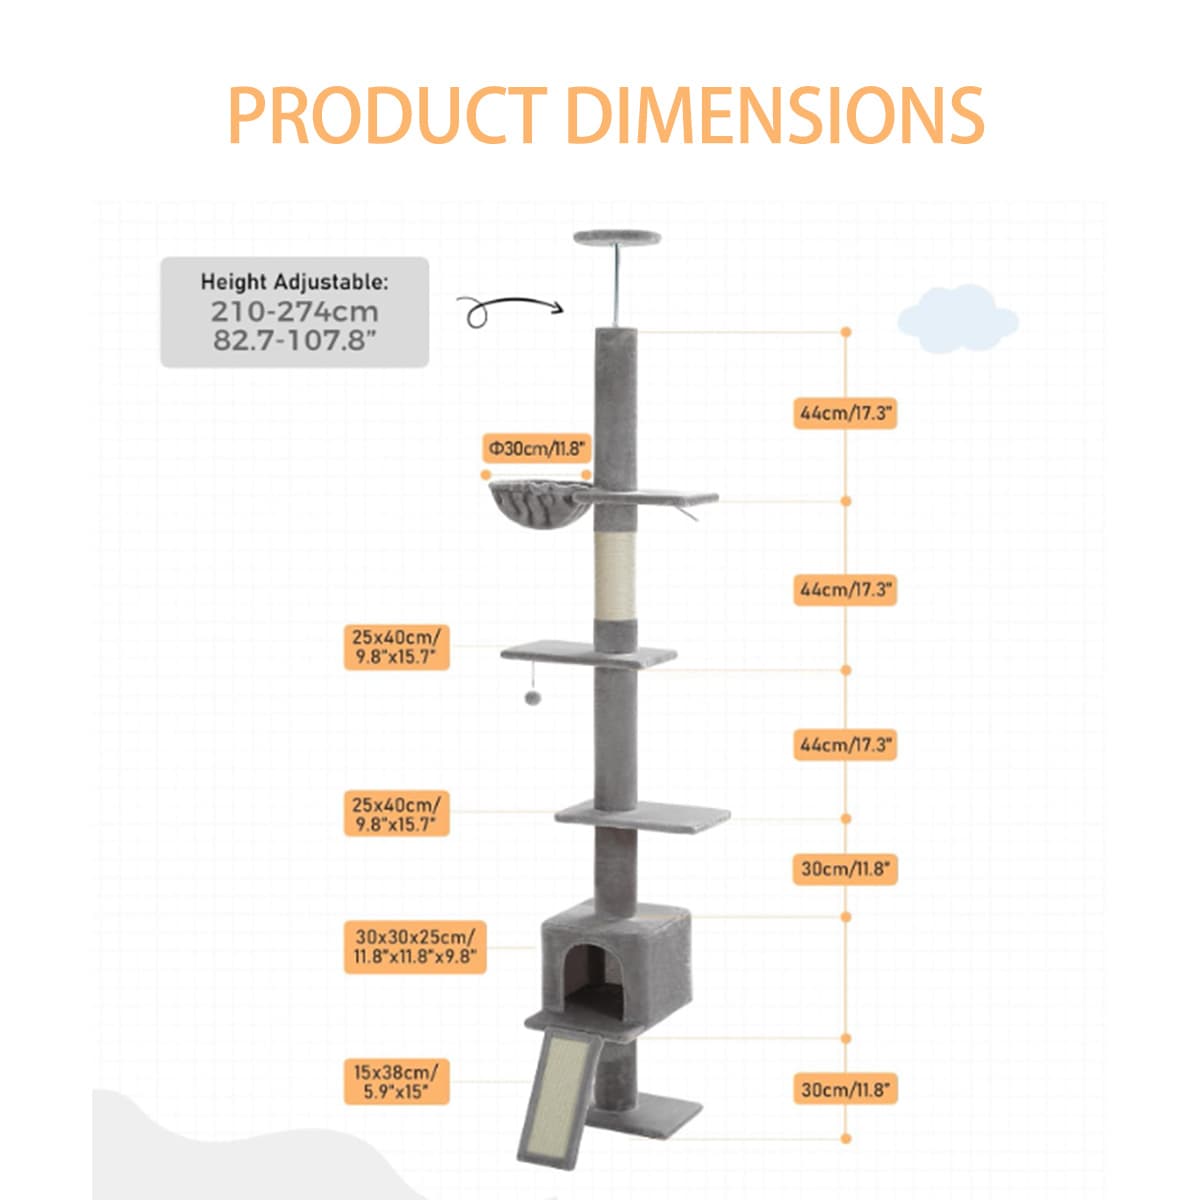 PRODUCT DIMENSIONS
Height Adjustable:
210-274cm
82.7-107.8"
44cm/17.3"
Φ30cm/11.8"
44cm/17.3"
25x40cm/
9.8"x15.7"
44cm/17.3"
25x40cm/
9.8"x15.7"
30cm/11.8"
30x30x25cm/
11.8"x11.8"x9.8"
15x38cm/
5.9"x15"
30cm/11.8"